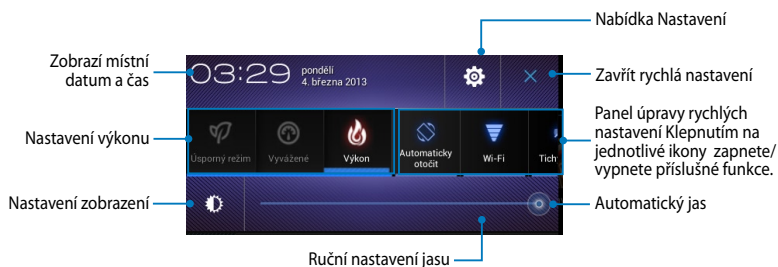 Nabídka Nastavení
Zobrazí místní
datum a čas
03:29
pondělí
4. března 2013
Zavřít rychlá nastavení
Nastavení výkonu
Úsporný režim
Vyvážené
Výkon
Automaticky
otočit
Wi-Fi
Tich
Panel úpravy rychlých
nastavení Klepnutím na
jednotlivé ikony zapnete/
vypnete příslušné funkce.
Nastavení zobrazení
Automatický jas
Ruční nastavení jasu